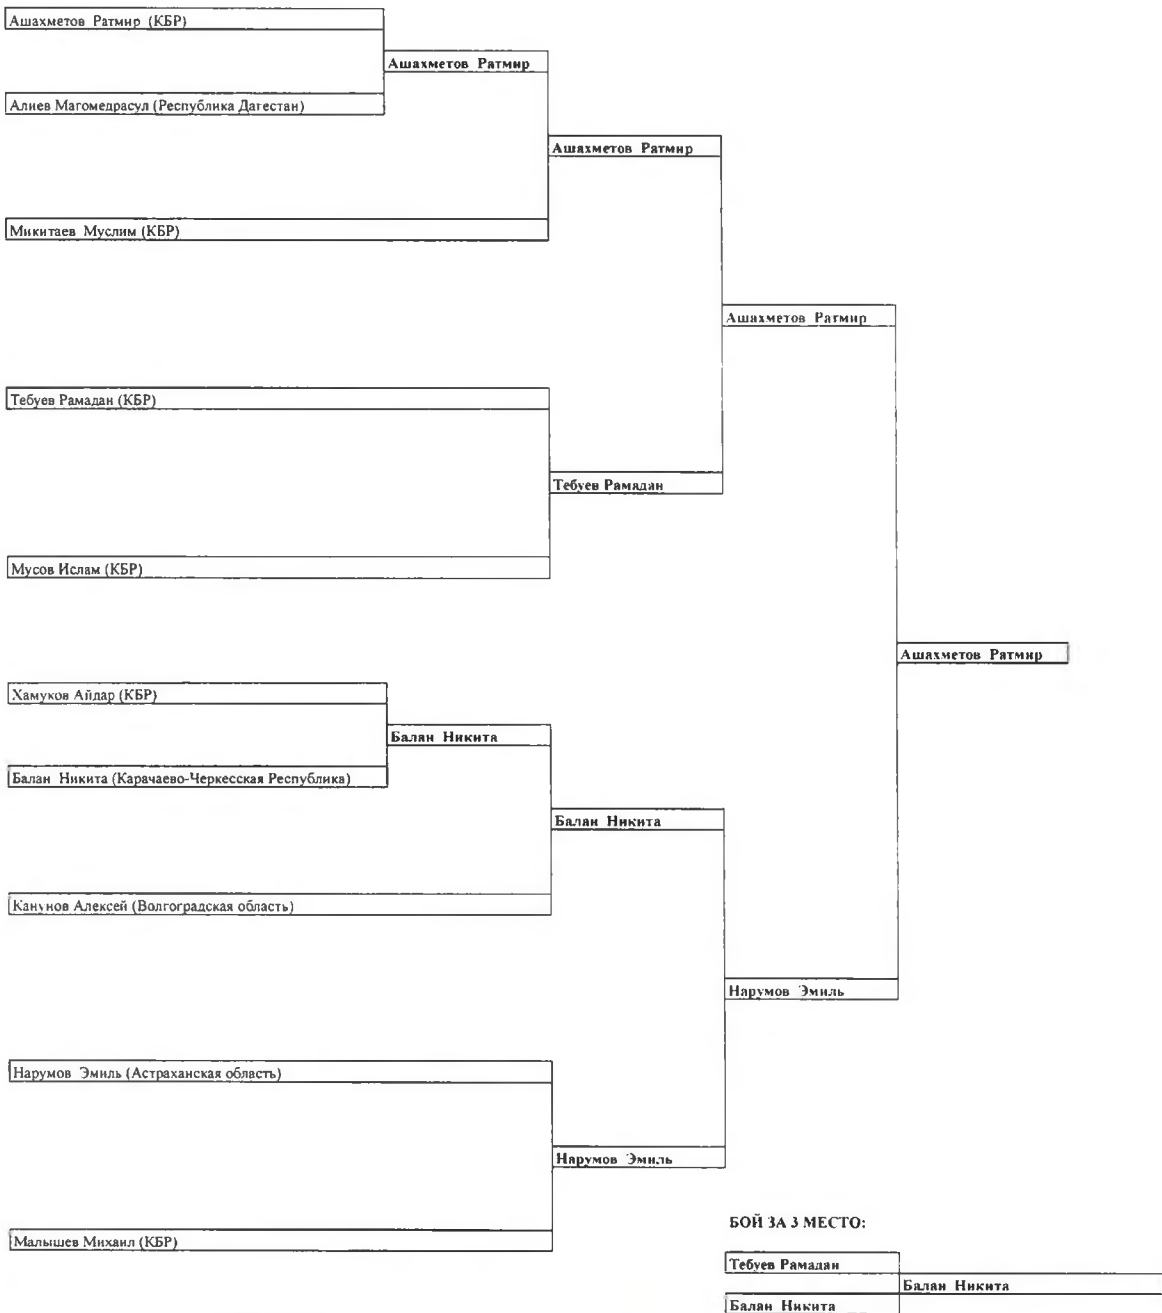 Ашахметов Ратмир (КБР)
Ашахметов Ратмир
Алиев Магомедрасул (Республика Дагестан)
Ашахметов Ратмир
Микитаев Муслим (КБР)
Ашахметов Ратмир
Тебуев Рамадан (КБР)
Тебуев Рамадан
Мусов Ислам (КБР)
Ашахметов Ратмир
Хамуков Айдар (КБР)
Балан Никита
Балан Никита (Карачаево-Черкесская Республика)
Балан Никита
Канунов Алексей (Волгоградская область)
Нарумов Эмиль
Нарумов Эмиль (Астраханская область)
Нарумов Эмиль
Малышев Михаил (КБР)
БОЙ ЗА 3 МЕСТО:
Тебуев Рамадан
Балан Никита
Балан Никита